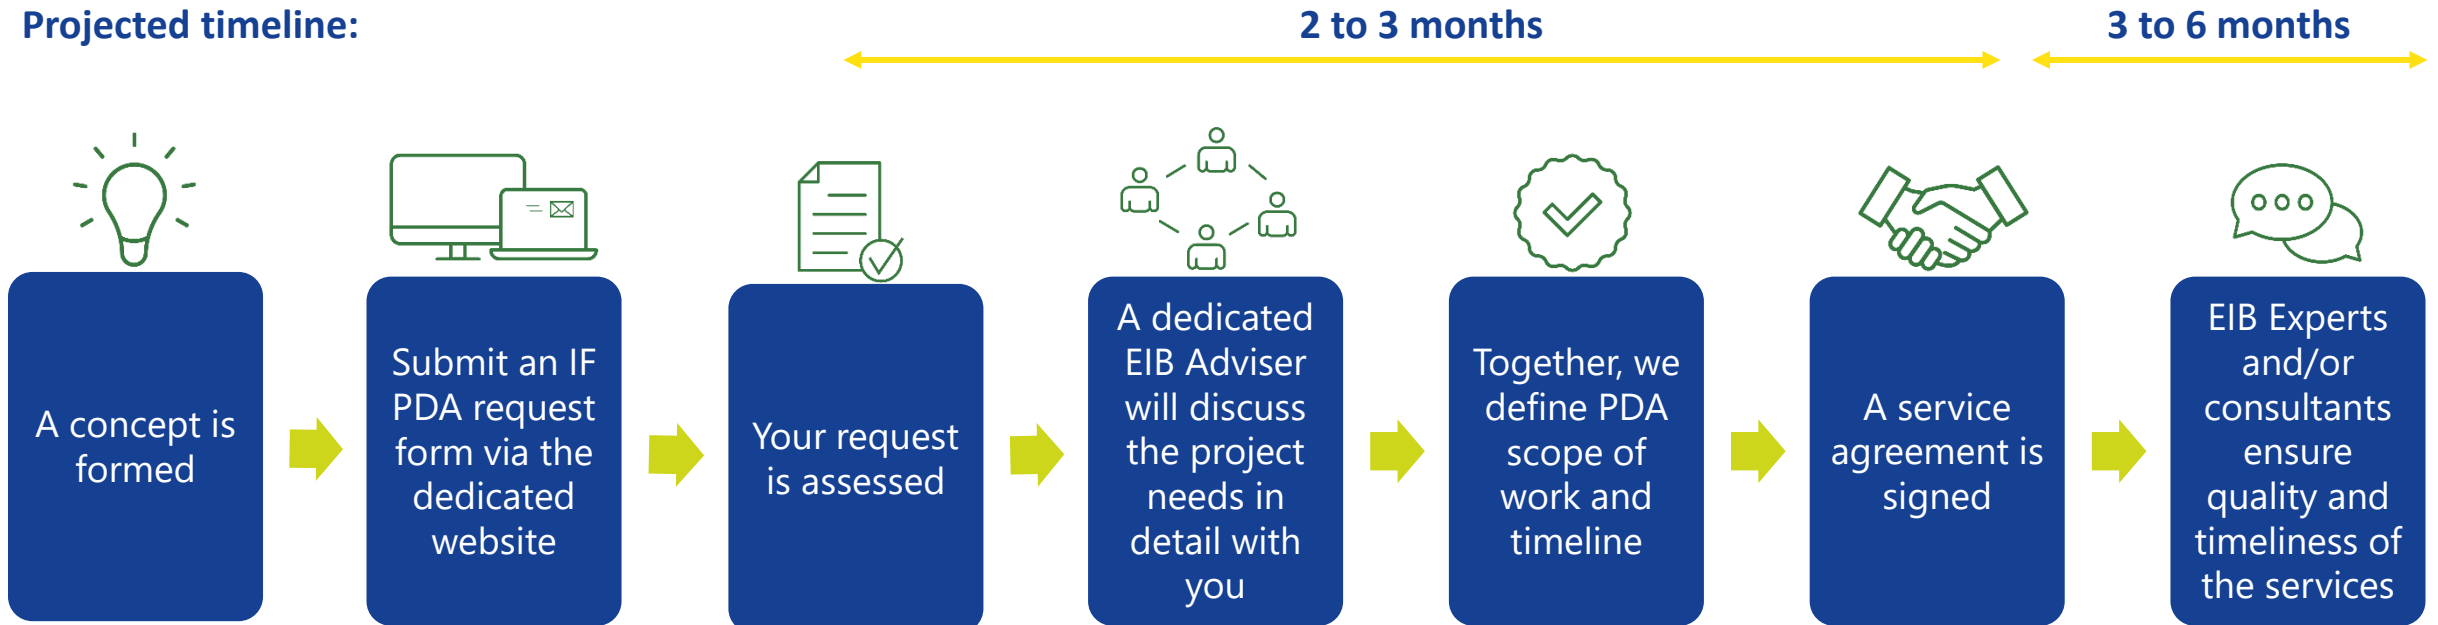 Projected timeline:
2 to 3 months
3 to 6 months
A concept is
formed
Submit an IF
PDA request
form via the
dedicated
website
Your request
is assessed
A dedicated
EIB Adviser
will discuss
the project
needs in
detail with
you
Together, we
define PDA
scope of
work and
timeline
A service
agreement is
signed
EIB Experts
and/or
consultants
ensure
quality and
timeliness of
the services